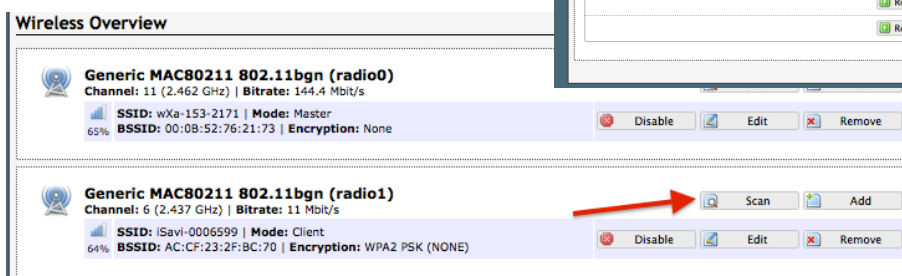 Wireless Overview
Generic MAC80211 802.11bgn (radio0)
Channel: 11 (2.462 GHz) | Bitrate: 144.4 Mbit/s
SSID: wXa-153-2171 | Mode: Master
65% BSSID: 00:0B:52:76:21:73 | Encryption: None
Disable Edit Remove
Generic MAC80211 802.11bgn (radio1)
Channel: 6 (2.437 GHz) | Bitrate: 11 Mbit/s
Scan Add
SSID: iSavi-0006599 | Mode: Client
64% BSSID: AC:CF:23:2F:BC:70 | Encryption: WPA2 PSK (NONE)
Disable Edit Remove